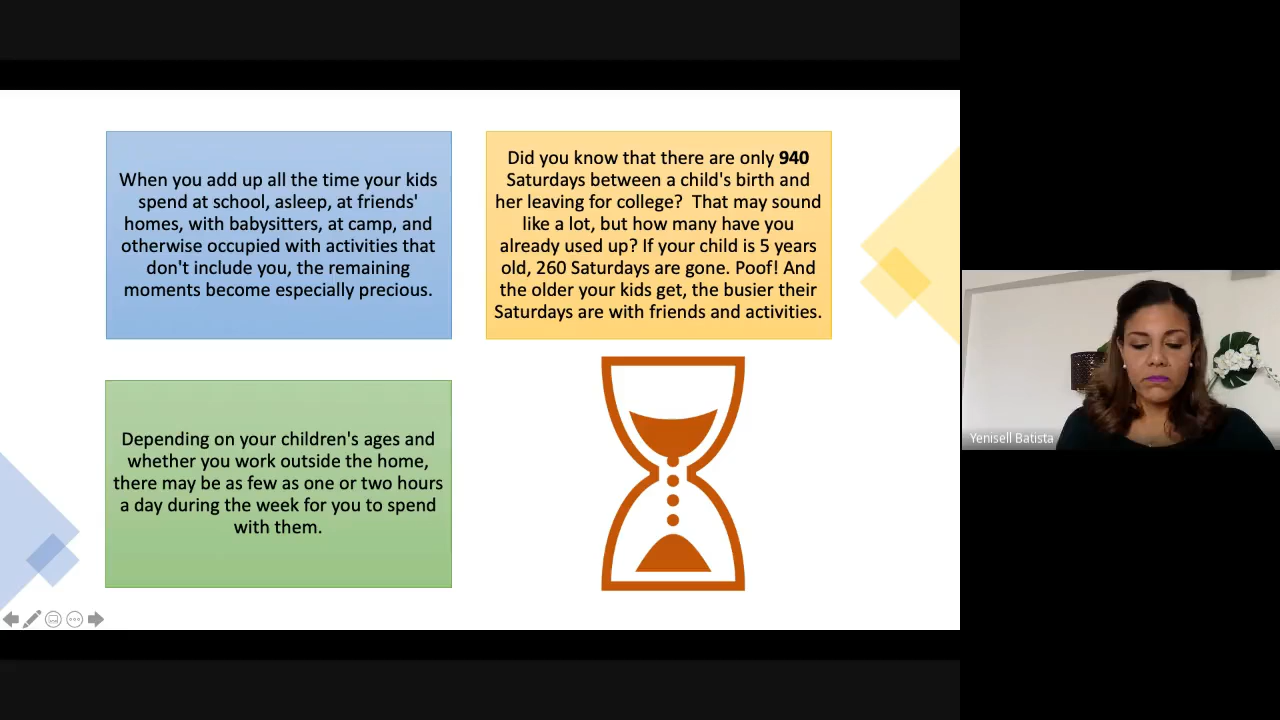 When you add up all the time your kids
spend at school, asleep, at friends'
homes, with babysitters, at camp, and
otherwise occupied with activities that
don't include you, the remaining
moments become especially precious.
Did you know that there are only 940
Saturdays between a child's birth and
her leaving for college?  That may sound
like a lot, but how many have you
already used up? If your child is 5 years
old, 260 Saturdays are gone. Poof! And
the older your kids get, the busier their
Saturdays are with friends and activities.
Depending on your children's ages and
whether you work outside the home,
there may be as few as one or two hours
a day during the week for you to spend
with them.
Yenisell Batista